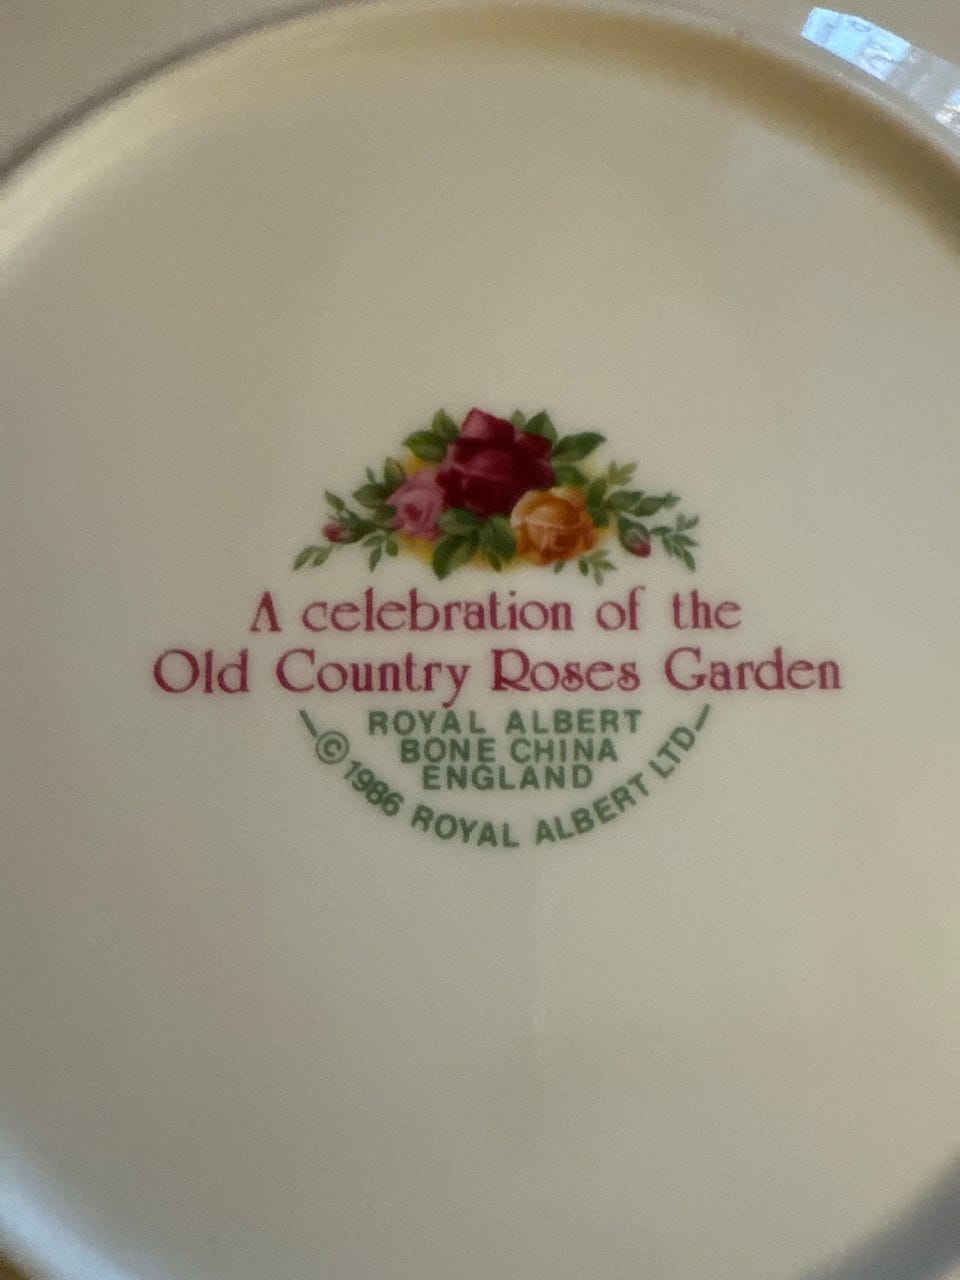 A celebration of the
Old Country Roses Garden
ROYAL ALBERT
BONE CHINA
ENGLAND
© 1986 ROYAL ALBERT LTD